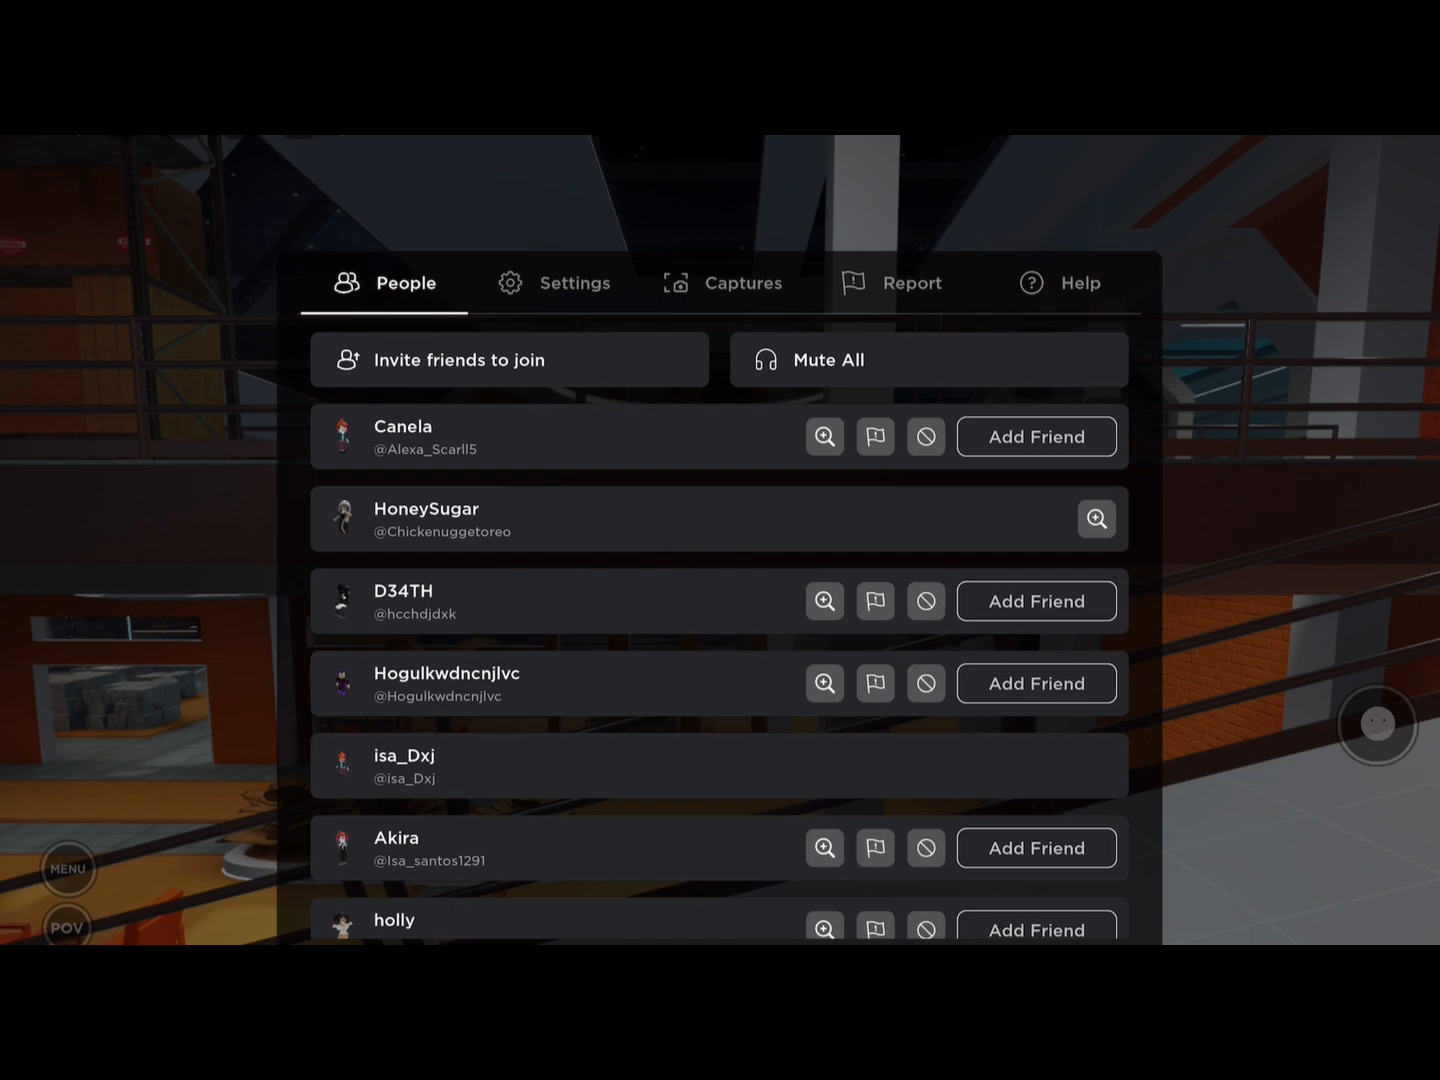 People
Settings
Captures
Report
Help
Invite friends to join
Mute All
Canela
@Alexa_Scarll5
Add Friend
HoneySugar
@Chickenuggetoreo
D34TH
@hcchdjdxk
Add Friend
Hogulkwdncnjlvc
@Hogulkwdncnjlvc
Add Friend
isa_Dxj
@isa_Dxj
Akira
@Isa_santos1291
Add Friend
holly
Add Friend
MENU
POV